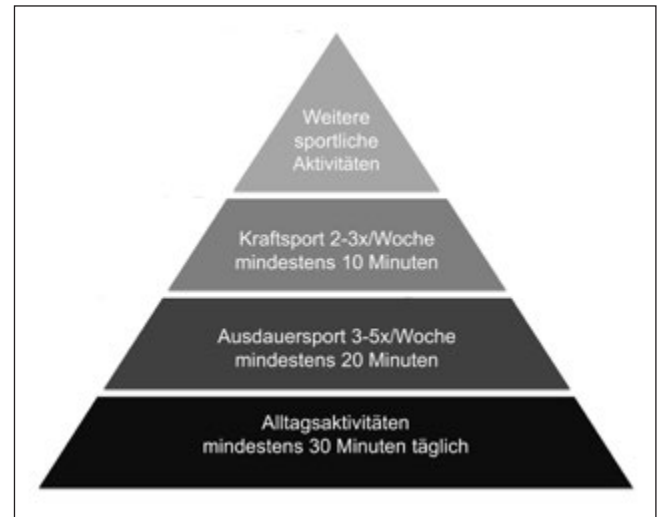 Weitere
sportliche
Aktivitäten
Kraftsport 2-3x/Woche
mindestens 10 Minuten
Ausdauersport 3-5x/Woche
mindestens 20 Minuten
Alltagsaktivitäten
mindestens 30 Minuten täglich